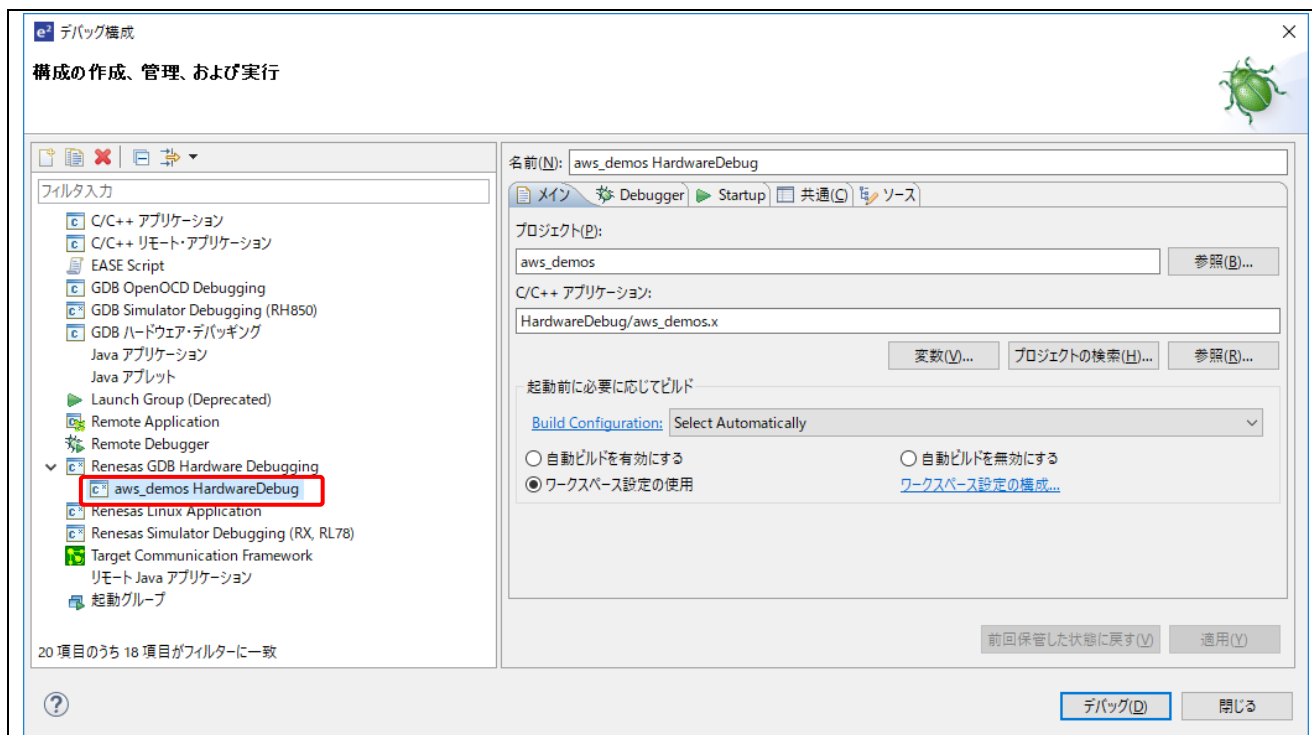 e² デバッグ構成
構成の作成、管理、および実行
名前(N): aws_demos HardwareDebug
フィルタ入力
メイン Debugger Startup 共通(C) ソース
C/C++ アプリケーション
C/C++ リモート・アプリケーション
EASE Script
GDB OpenOCD Debugging
GDB Simulator Debugging (RH850)
GDB ハードウェア・デバッギング
Java アプリケーション
Java アプレット
Launch Group (Deprecated)
Remote Application
Remote Debugger
Renesas GDB Hardware Debugging
aws_demos HardwareDebug
Renesas Linux Application
Renesas Simulator Debugging (RX, RL78)
Target Communication Framework
リモート Java アプリケーション
起動グループ
20 項目のうち 18 項目がフィルターに一致
プロジェクト(P):
aws_demos 参照(B)...
C/C++ アプリケーション:
HardwareDebug/aws_demos.x
変数(V)... プロジェクトの検索(H)... 参照(R)...
起動前に必要に応じてビルド
Build Configuration: Select Automatically
自動ビルドを有効にする 自動ビルドを無効にする
ワークスペース設定の使用 ワークスペース設定の構成...
前回保管した状態に戻す(V) 適用(Y)
デバッグ(D) 閉じる